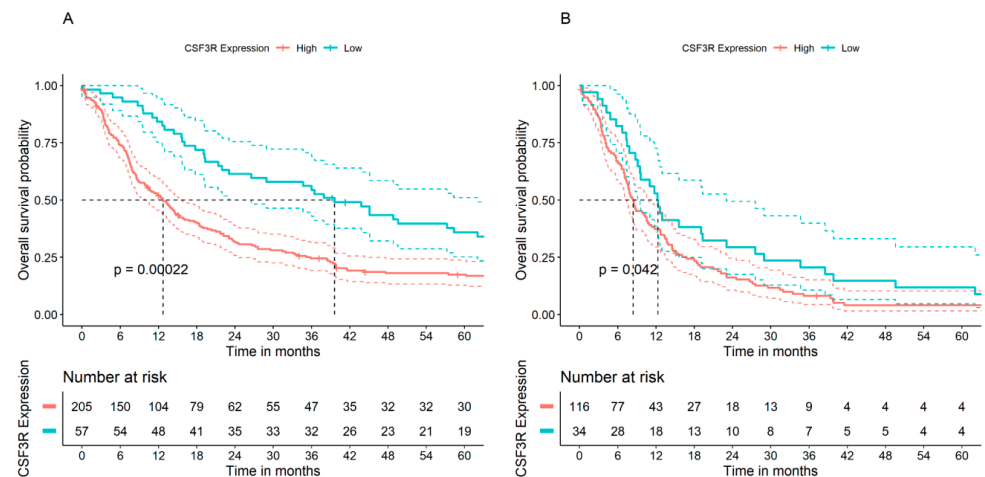 A
CSF3R Expression High Low
Overall survival probability
1.00
0.75
0.50
0.25
0.00
p = 0.00022
0 6 12 18 24 30 36 42 48 54 60
Time in months
Number at risk
CSF3R Expression
205 150 104 79 62 55 47 35 32 32 30
57 54 48 41 35 33 32 26 23 21 19
0 6 12 18 24 30 36 42 48 54 60
Time in months
B
CSF3R Expression High Low
Overall survival probability
1.00
0.75
0.50
0.25
0.00
p = 0.042
0 6 12 18 24 30 36 42 48 54 60
Time in months
Number at risk
CSF3R Expression
116 77 43 27 18 13 9 4 4 4 4
34 28 18 13 10 8 7 5 5 4 4
0 6 12 18 24 30 36 42 48 54 60
Time in months